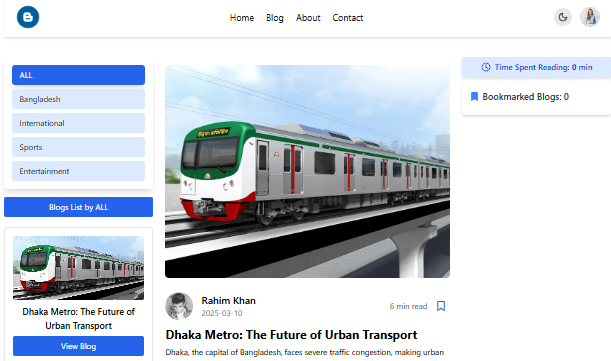 Home Blog About Contact
ALL
Bangladesh
International
Sports
Entertainment
Blogs List by ALL
Dhaka Metro: The Future of
Urban Transport
View Blog
Rahim Khan
2025-03-10
6 min read
Dhaka Metro: The Future of Urban Transport
Dhaka, the capital of Bangladesh, faces severe traffic congestion, making urban
Time Spent Reading: 0 min
Bookmarked Blogs: 0